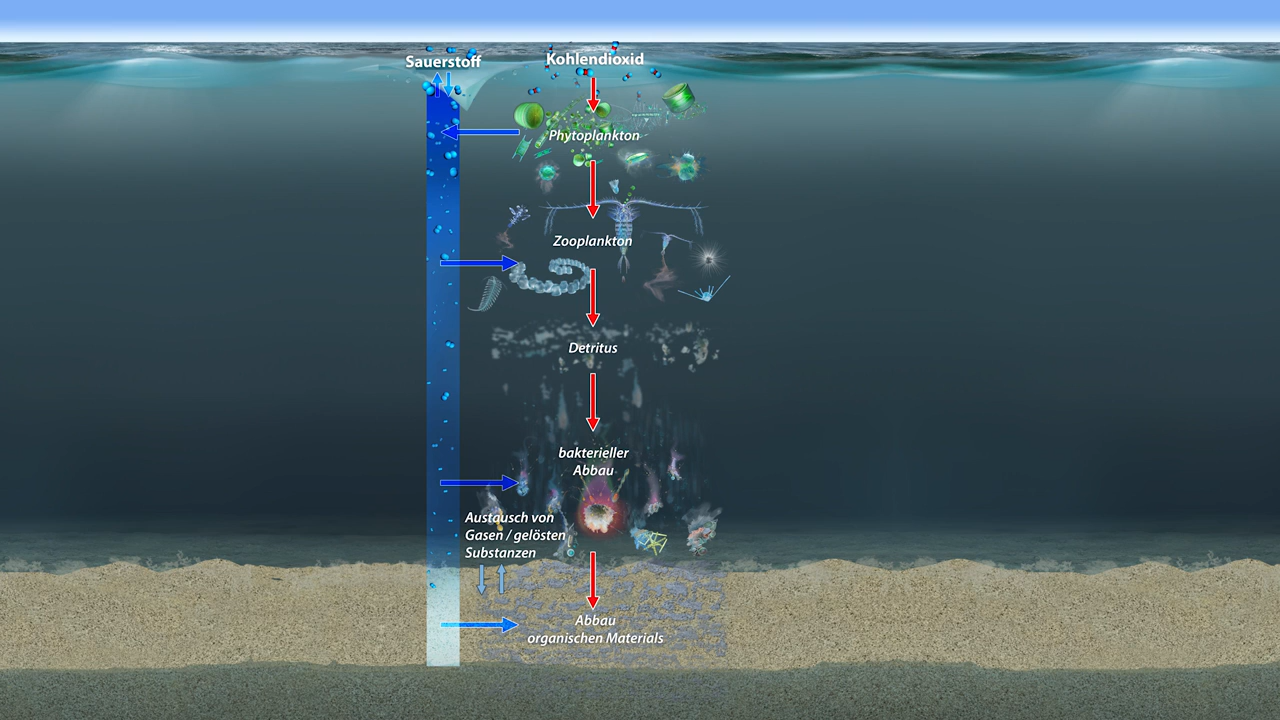 Sauerstoff
Kohlendioxid
Phytoplankton
Zooplankton
Detritus
bakterieller
Abbau
Austausch von
Gasen / gelösten
Substanzen
Abbau
organischen Materials